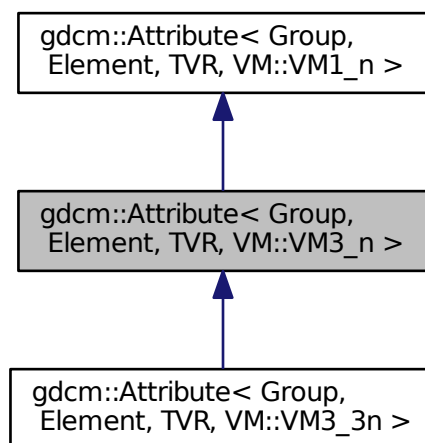 gdcm::Attribute< Group,
Element, TVR, VM::VM1_n >
gdcm::Attribute< Group,
Element, TVR, VM::VM3_n >
gdcm::Attribute< Group,
Element, TVR, VM::VM3_3n >